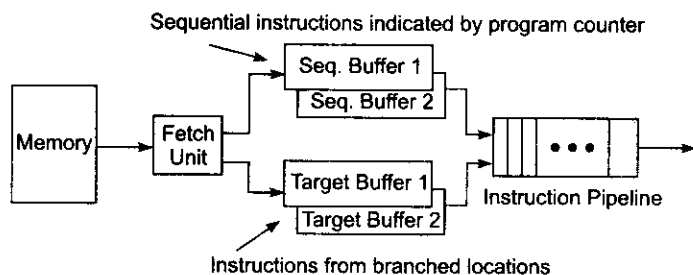 Sequential instructions indicated by program counter
Seq. Buffer 1
Seq. Buffer 2
Memory
Fetch
Unit
Target Buffer 1
Target Buffer 2
Instruction Pipeline
Instructions from branched locations